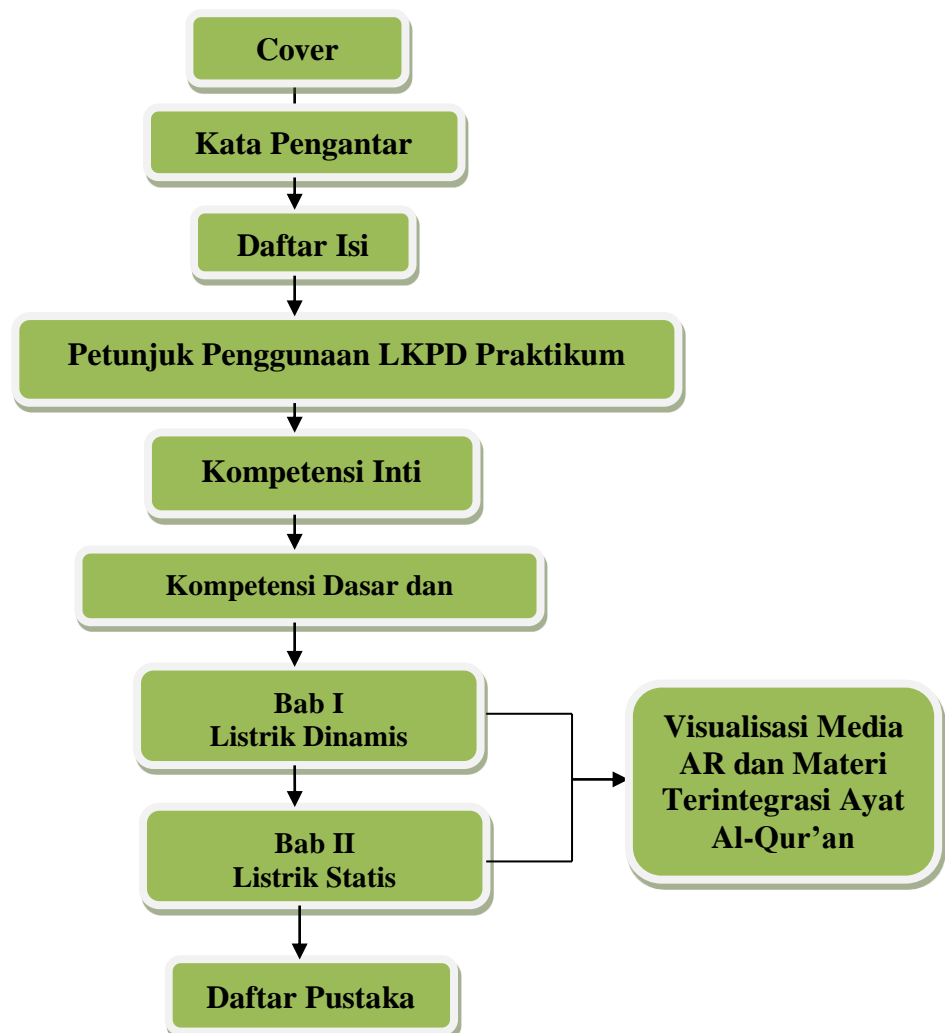 Cover
Kata Pengantar
Daftar Isi
Petunjuk Penggunaan LKPD Praktikum
Kompetensi Inti
Kompetensi Dasar dan
Bab I
Listrik Dinamis
Visualisasi Media
AR dan Materi
Terintegrasi Ayat
Al-Qur’an
Bab II
Listrik Statis
Daftar Pustaka